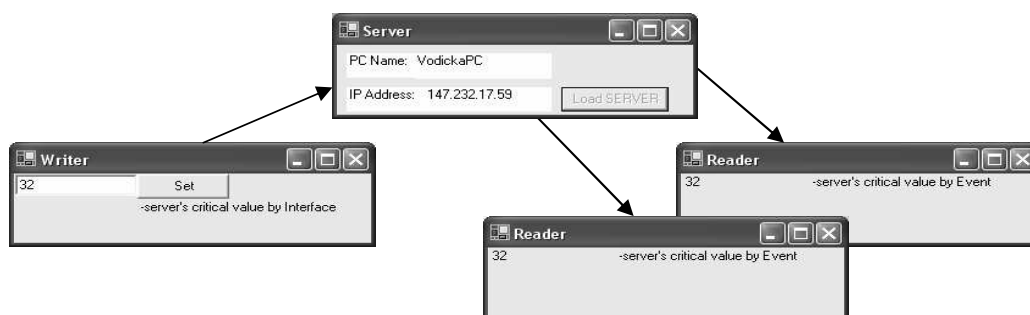 Server
PC Name: VodickaPC
IP Address: 147.232.17.59
Load SERVER
Writer
32
Set
-server's critical value by Interface
Reader
32
-server's critical value by Event
Reader
32
-server's critical value by Event